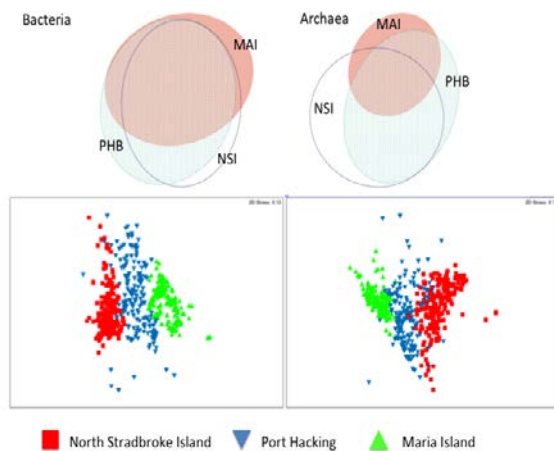 Bacteria
Archaea
MAI
MAI
PHB
NSI
PHB
NSI
North Stradbroke Island
Port Hacking
Maria Island